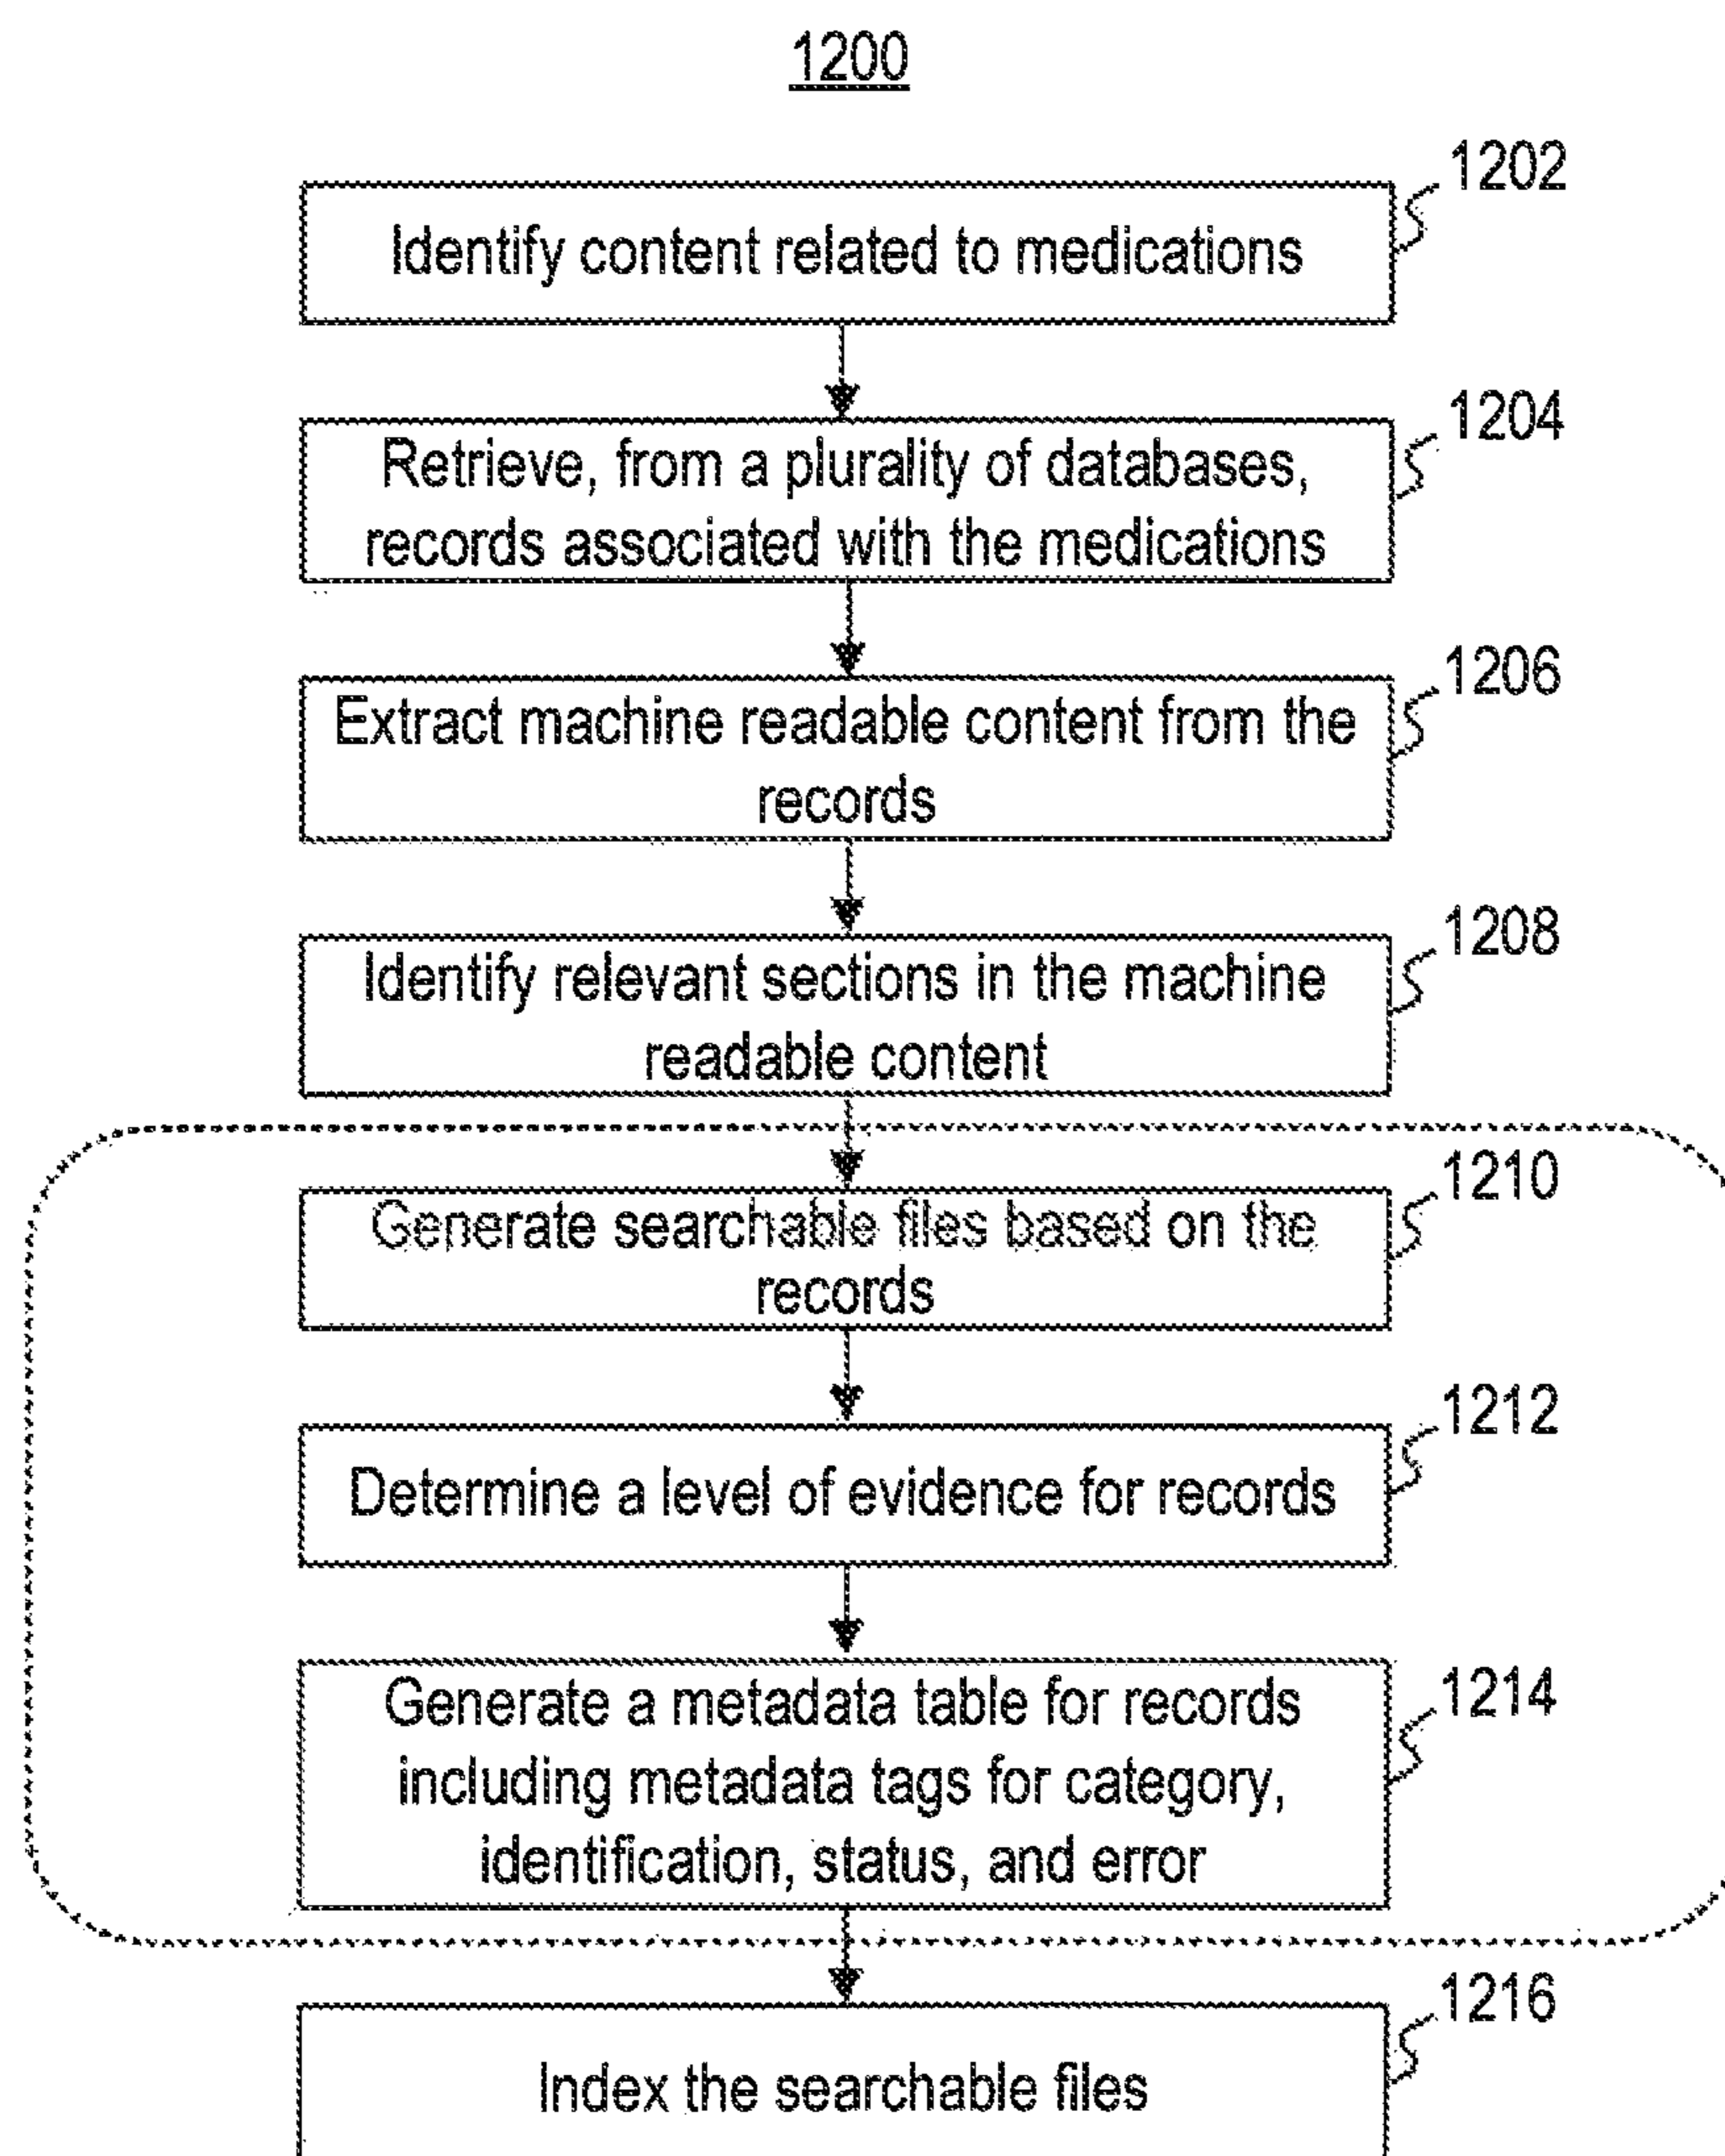 1200
1202
Identify content related to medications
1204
Retrieve, from a plurality of databases,
records associated with the medications
1206
Extract machine readable content from the
records
1208
Identify relevant sections in the machine
readable content
1210
Generate searchable files based on the
records
1212
Determine a level of evidence for records
1214
Generate a metadata table for records
including metadata tags for category,
identification, status, and error
1216
Index the searchable files